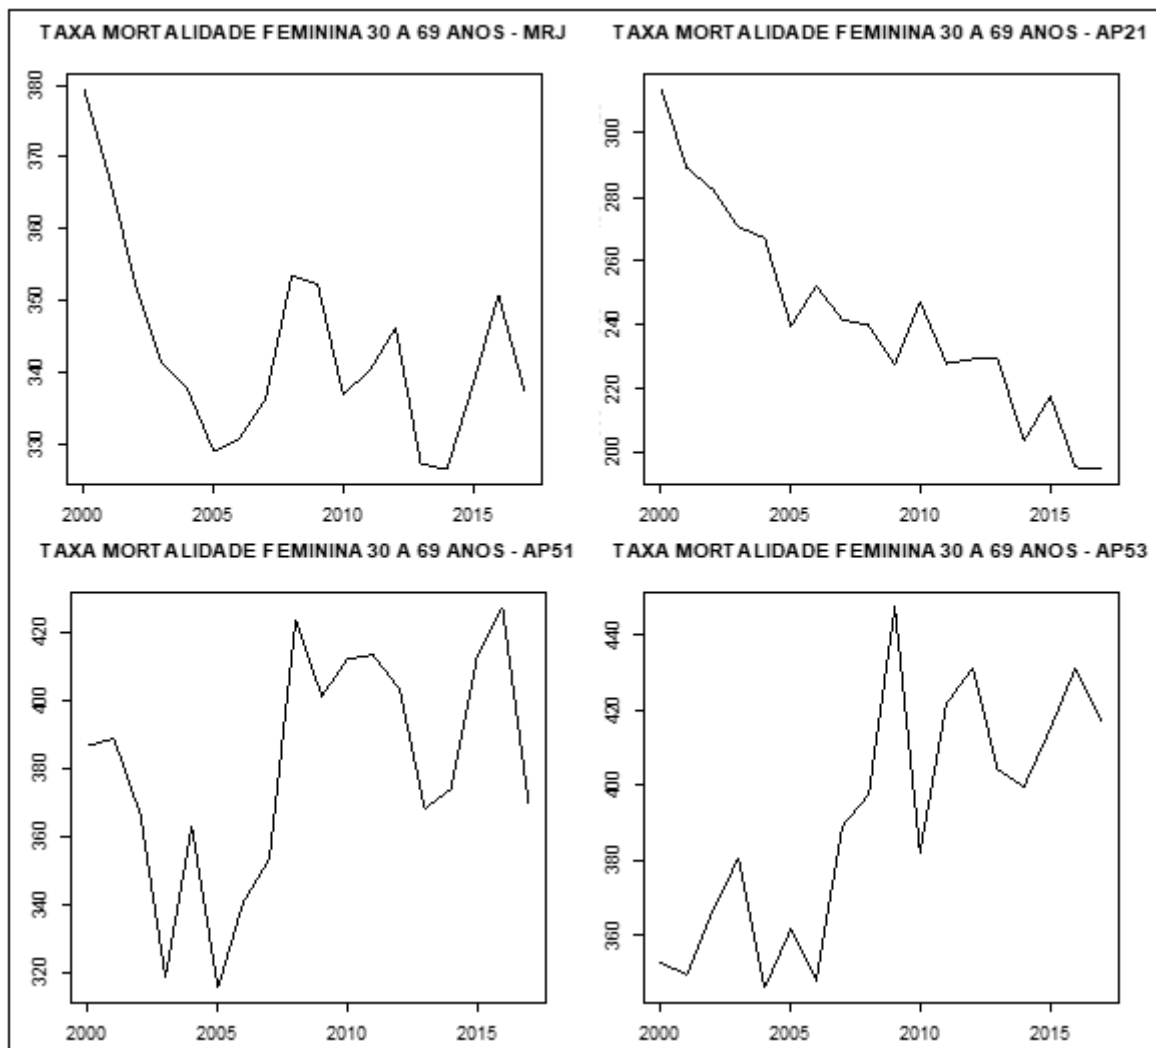 TAXA MORTALIDADE FEMININA 30 A 69 ANOS - MRJ
380
370
360
350
340
330
2000 2005 2010 2015
TAXA MORTALIDADE FEMININA 30 A 69 ANOS - AP21
300
280
260
240
220
200
2000 2005 2010 2015
TAXA MORTALIDADE FEMININA 30 A 69 ANOS - AP51
420
400
380
360
340
320
2000 2005 2010 2015
TAXA MORTALIDADE FEMININA 30 A 69 ANOS - AP53
440
420
400
380
360
2000 2005 2010 2015